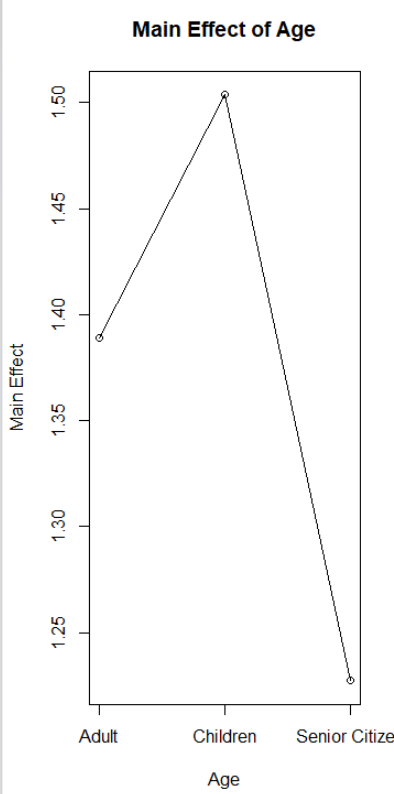 Main Effect of Age
Main Effect
1.50
1.45
1.40
1.35
1.30
1.25
Adult Children Senior Citize
Age